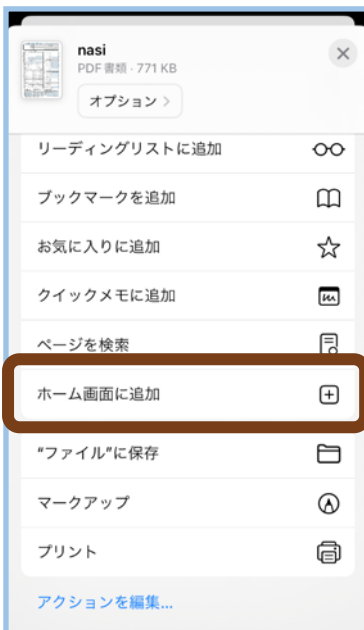 nasi
PDF書類・771 KB
オプション
リーディングリストに追加
ブックマークを追加
お気に入りに追加
クイックメモに追加
ページを検索
ホーム画面に追加
“ファイル”に保存
マークアップ
プリント
アクションを編集...